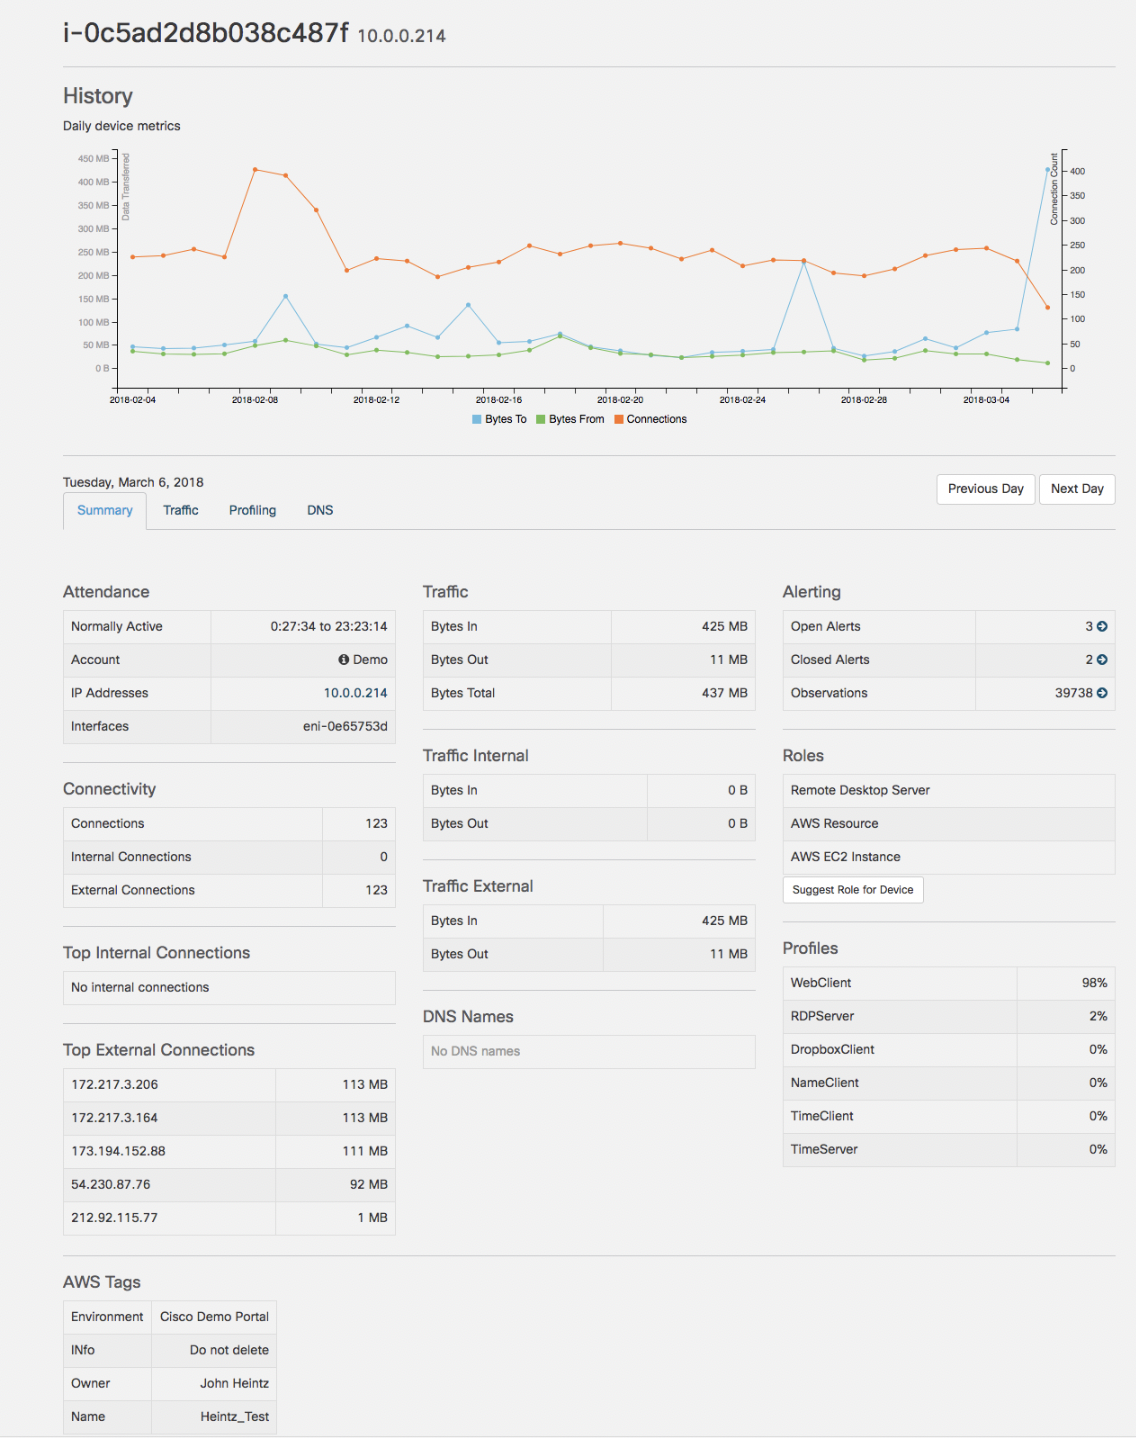 i-0c5ad2d8b038c487f 10.0.0.214
History
Daily device metrics
450 MB
400 MB
350 MB
300 MB
250 MB
200 MB
150 MB
100 MB
50 MB
0 B
Data Transferred
Connection Count
400
350
300
250
200
150
100
50
0
2018-02-04 2018-02-08 2018-02-12 2018-02-16 2018-02-20 2018-02-24 2018-02-28 2018-03-04
Bytes To Bytes From Connections
Tuesday, March 6, 2018
Previous Day Next Day
Summary Traffic Profiling DNS
Attendance
Normally Active 0:27:34 to 23:23:14
Account Demo
IP Addresses 10.0.0.214
Interfaces eni-0e65753d
Connectivity
Connections 123
Internal Connections 0
External Connections 123
Top Internal Connections
No internal connections
Top External Connections
172.217.3.206 113 MB
172.217.3.164 113 MB
173.194.152.88 111 MB
54.230.87.76 92 MB
212.92.115.77 1 MB
Traffic
Bytes In 425 MB
Bytes Out 11 MB
Bytes Total 437 MB
Traffic Internal
Bytes In 0 B
Bytes Out 0 B
Traffic External
Bytes In 425 MB
Bytes Out 11 MB
DNS Names
No DNS names
Alerting
Open Alerts 3
Closed Alerts 2
Observations 39738
Roles
Remote Desktop Server
AWS Resource
AWS EC2 Instance
Suggest Role for Device
Profiles
WebClient 98%
RDPServer 2%
DropboxClient 0%
NameClient 0%
TimeClient 0%
TimeServer 0%
AWS Tags
Environment Cisco Demo Portal
INfo Do not delete
Owner John Heintz
Name Heintz_Test